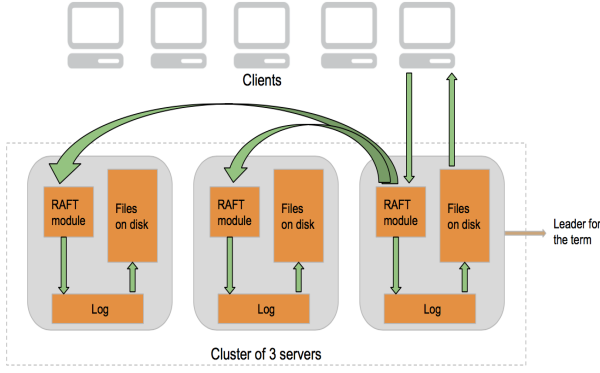 Clients
RAFT
module
Files
on disk
Log
RAFT
module
Files
on disk
Log
RAFT
module
Files
on disk
Log
Leader for
the term
Cluster of 3 servers